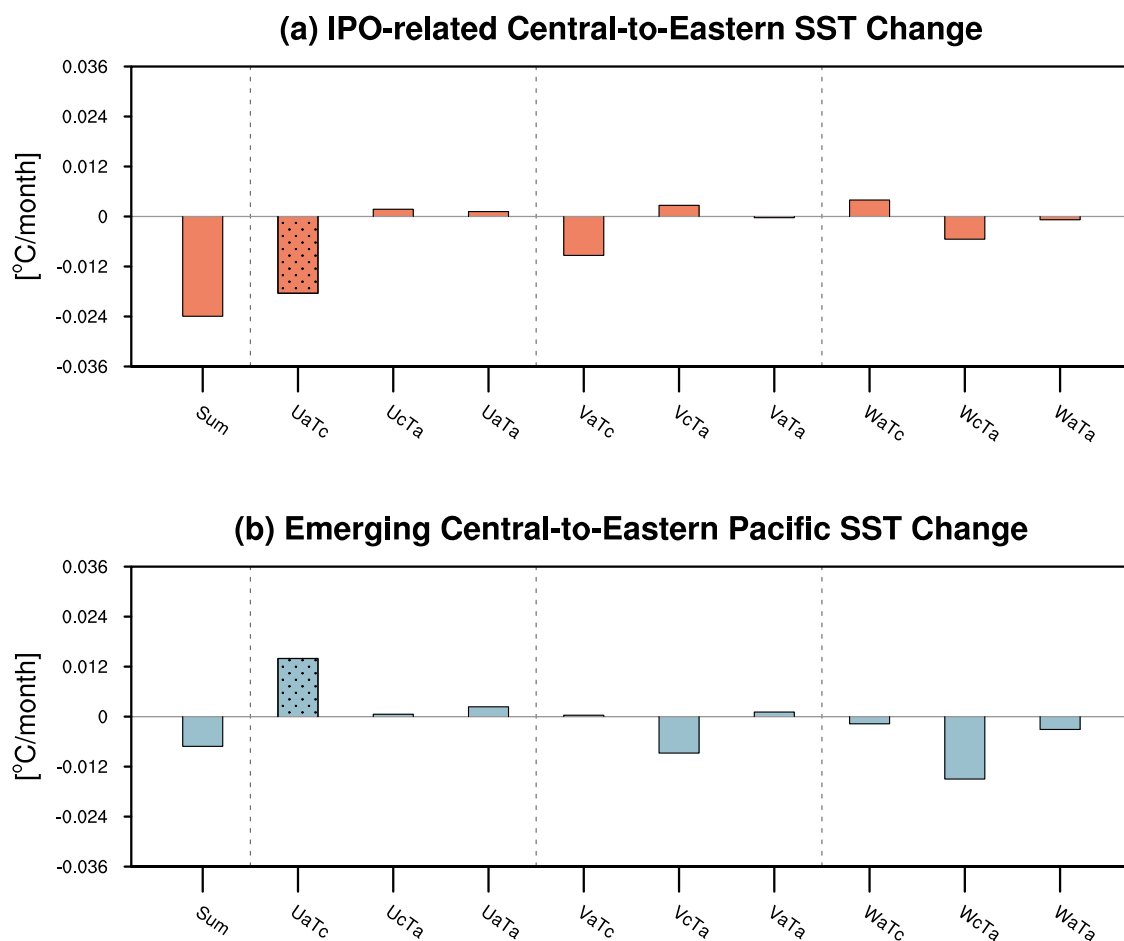 (a) IPO-related Central-to-Eastern SST Change
[°C/month]
0.036
0.024
0.012
0
-0.012
-0.024
-0.036
Sum
UaTc
UcTa
UaTa
VaTc
VcTa
VaTa
WaTc
WcTa
WaTa
(b) Emerging Central-to-Eastern Pacific SST Change
[°C/month]
0.036
0.024
0.012
0
-0.012
-0.024
-0.036
Sum
UaTc
UcTa
UaTa
VaTc
VcTa
VaTa
WaTc
WcTa
WaTa